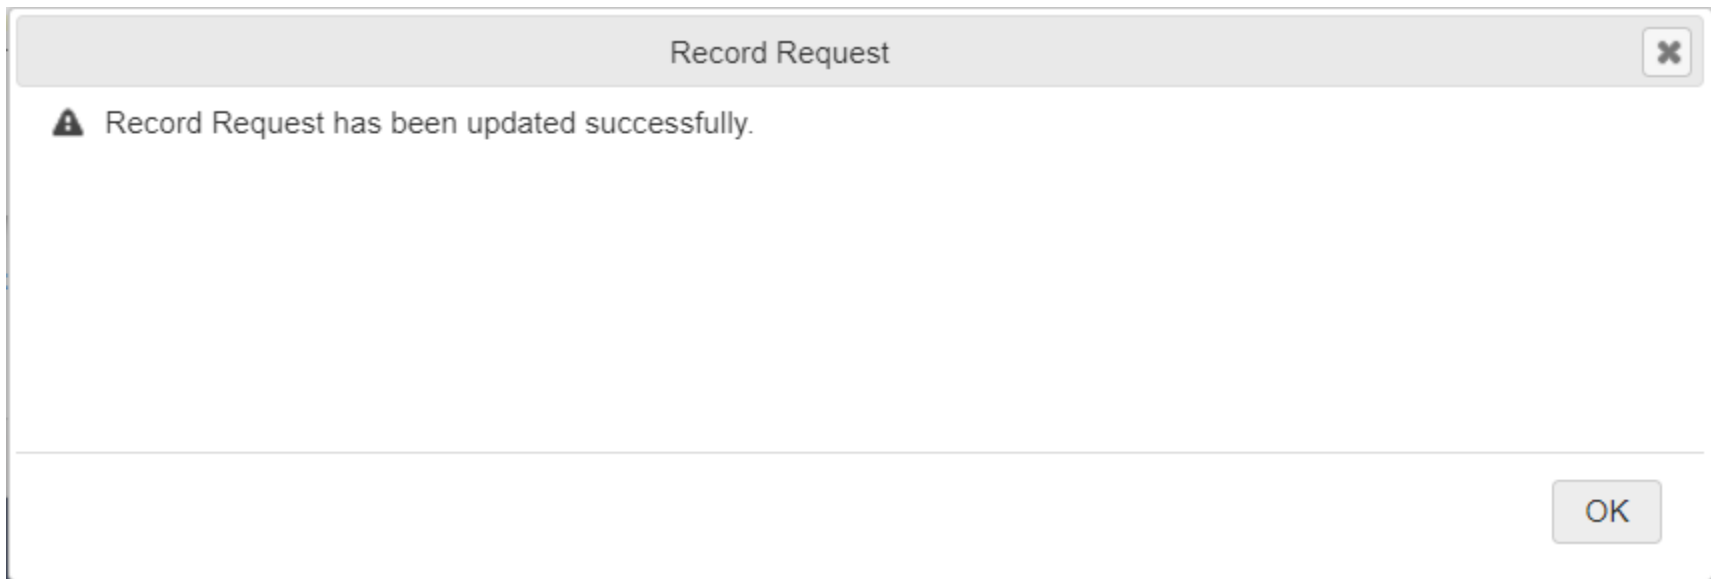 Record Request
Record Request has been updated successfully.
OK